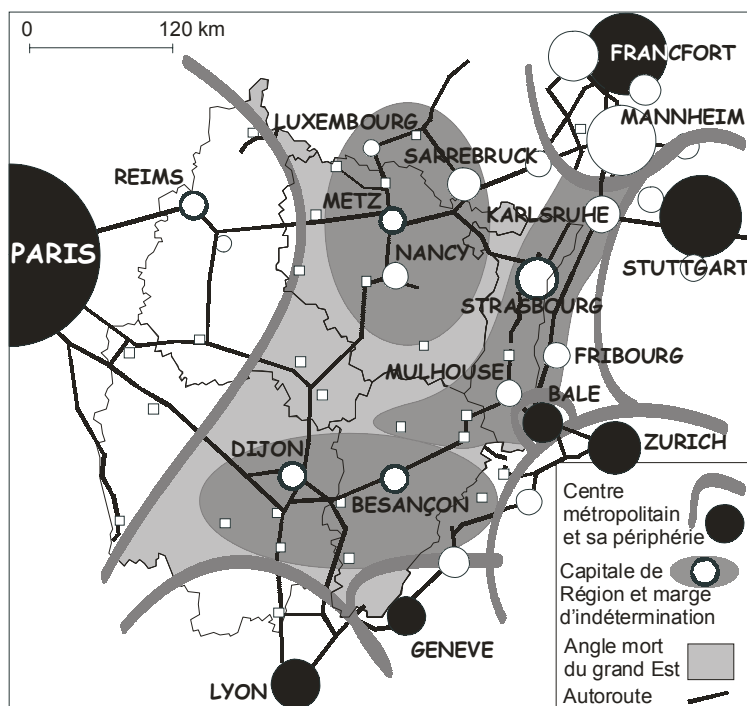 0 120 km
FRANCFORT
LUXEMBOURG
MANNHEIM
SARREBRUCK
REIMS
METZ
KARLSRUHE
PARIS
NANCY
STUTTGART
STRASBOURG
FRIBOURG
MULHOUSE
BALE
DIJON
ZURICH
BESANÇON
GENEVE
LYON
Centre
métropolitain
et sa périphérie
Capitale de
Région et marge
d'indétermination
Angle mort
du grand Est
Autoroute